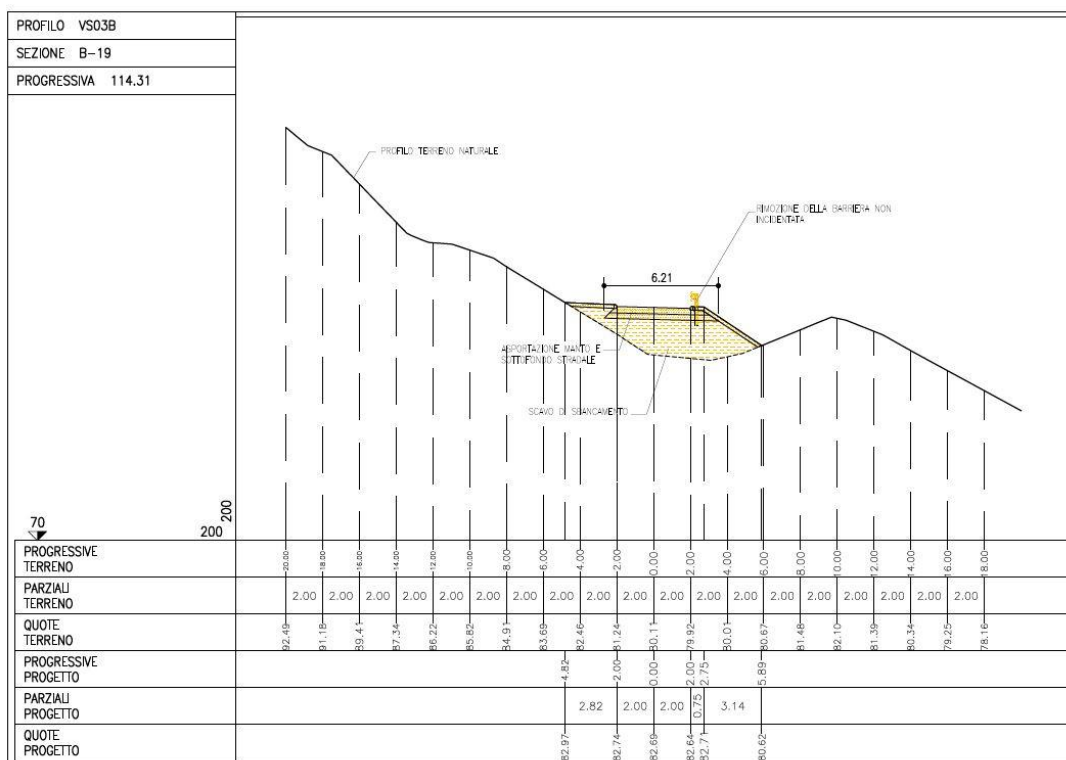 PROFILO VS03B
SEZIONE B-19
PROGRESSIVA 114.31
PROFILO TERRENO NATURALE
RIMOZIONE DELLA BARRIERA NON
INCIDENTATA
6.21
ASPORTAZIONE MANTO E
SOTTOFONDO STRADALE
SCAVO DI SBANCAMENTO
70
200
200
PROGRESSIVE
TERRENO
-20.00 -18.00 -16.00 -14.00 -12.00 -10.00 -8.00 -6.00 -4.00 -2.00 0.00 2.00 4.00 6.00 8.00 10.00 12.00 14.00 16.00 18.00
PARZIALI
TERRENO
2.00 2.00 2.00 2.00 2.00 2.00 2.00 2.00 2.00 2.00 2.00 2.00 2.00 2.00 2.00 2.00 2.00 2.00 2.00
QUOTE
TERRENO
92.49 91.18 89.41 87.34 86.22 85.82 84.91 83.69 82.46 81.24 80.11 79.92 80.01 80.67 81.48 82.10 81.39 80.34 79.25 78.16
PROGRESSIVE
PROGETTO
-4.82 -2.00 0.00 2.00 2.75 5.89
PARZIALI
PROGETTO
2.82 2.00 2.00 0.75 3.14
QUOTE
PROGETTO
82.97 82.74 82.69 82.64 82.71 80.62